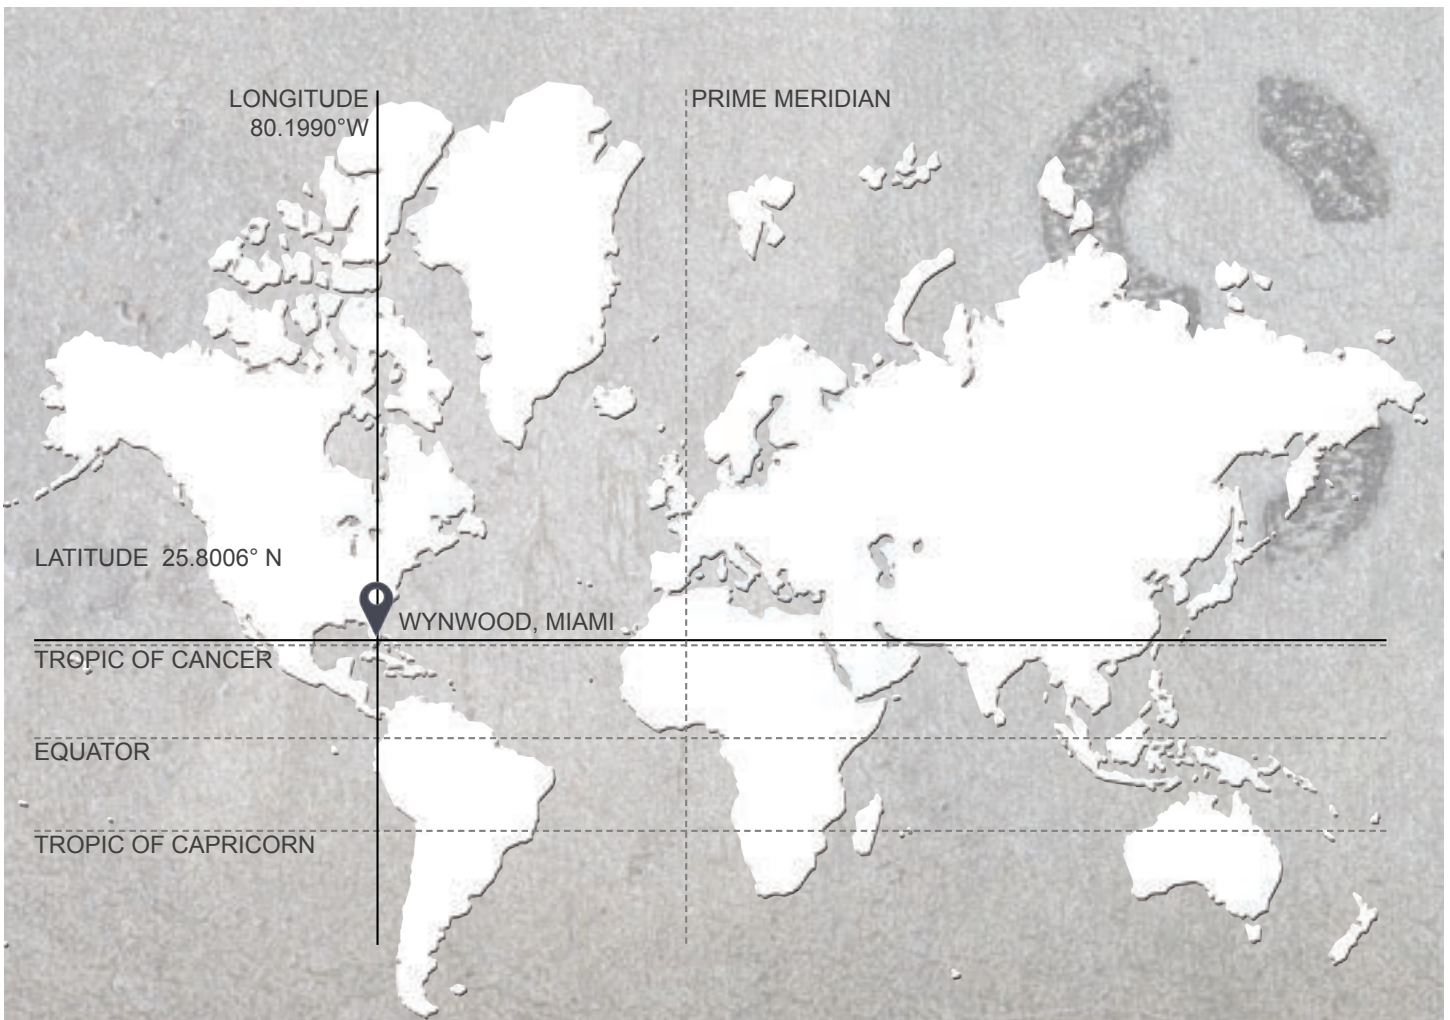 LONGITUDE
80.1990°W
PRIME MERIDIAN
LATITUDE  25.8006° N
WYNWOOD, MIAMI
TROPIC OF CANCER
EQUATOR
TROPIC OF CAPRICORN